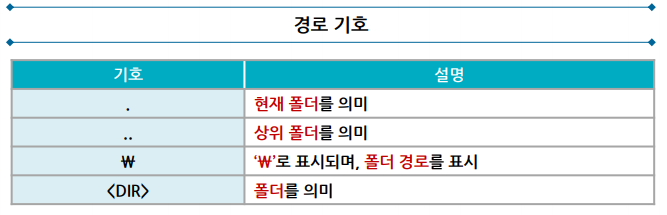 경로 기호
기호 설명
. 현재 폴더를 의미
.. 상위 폴더를 의미
₩ ‘₩’로 표시되며, 폴더 경로를 표시
<DIR> 폴더를 의미